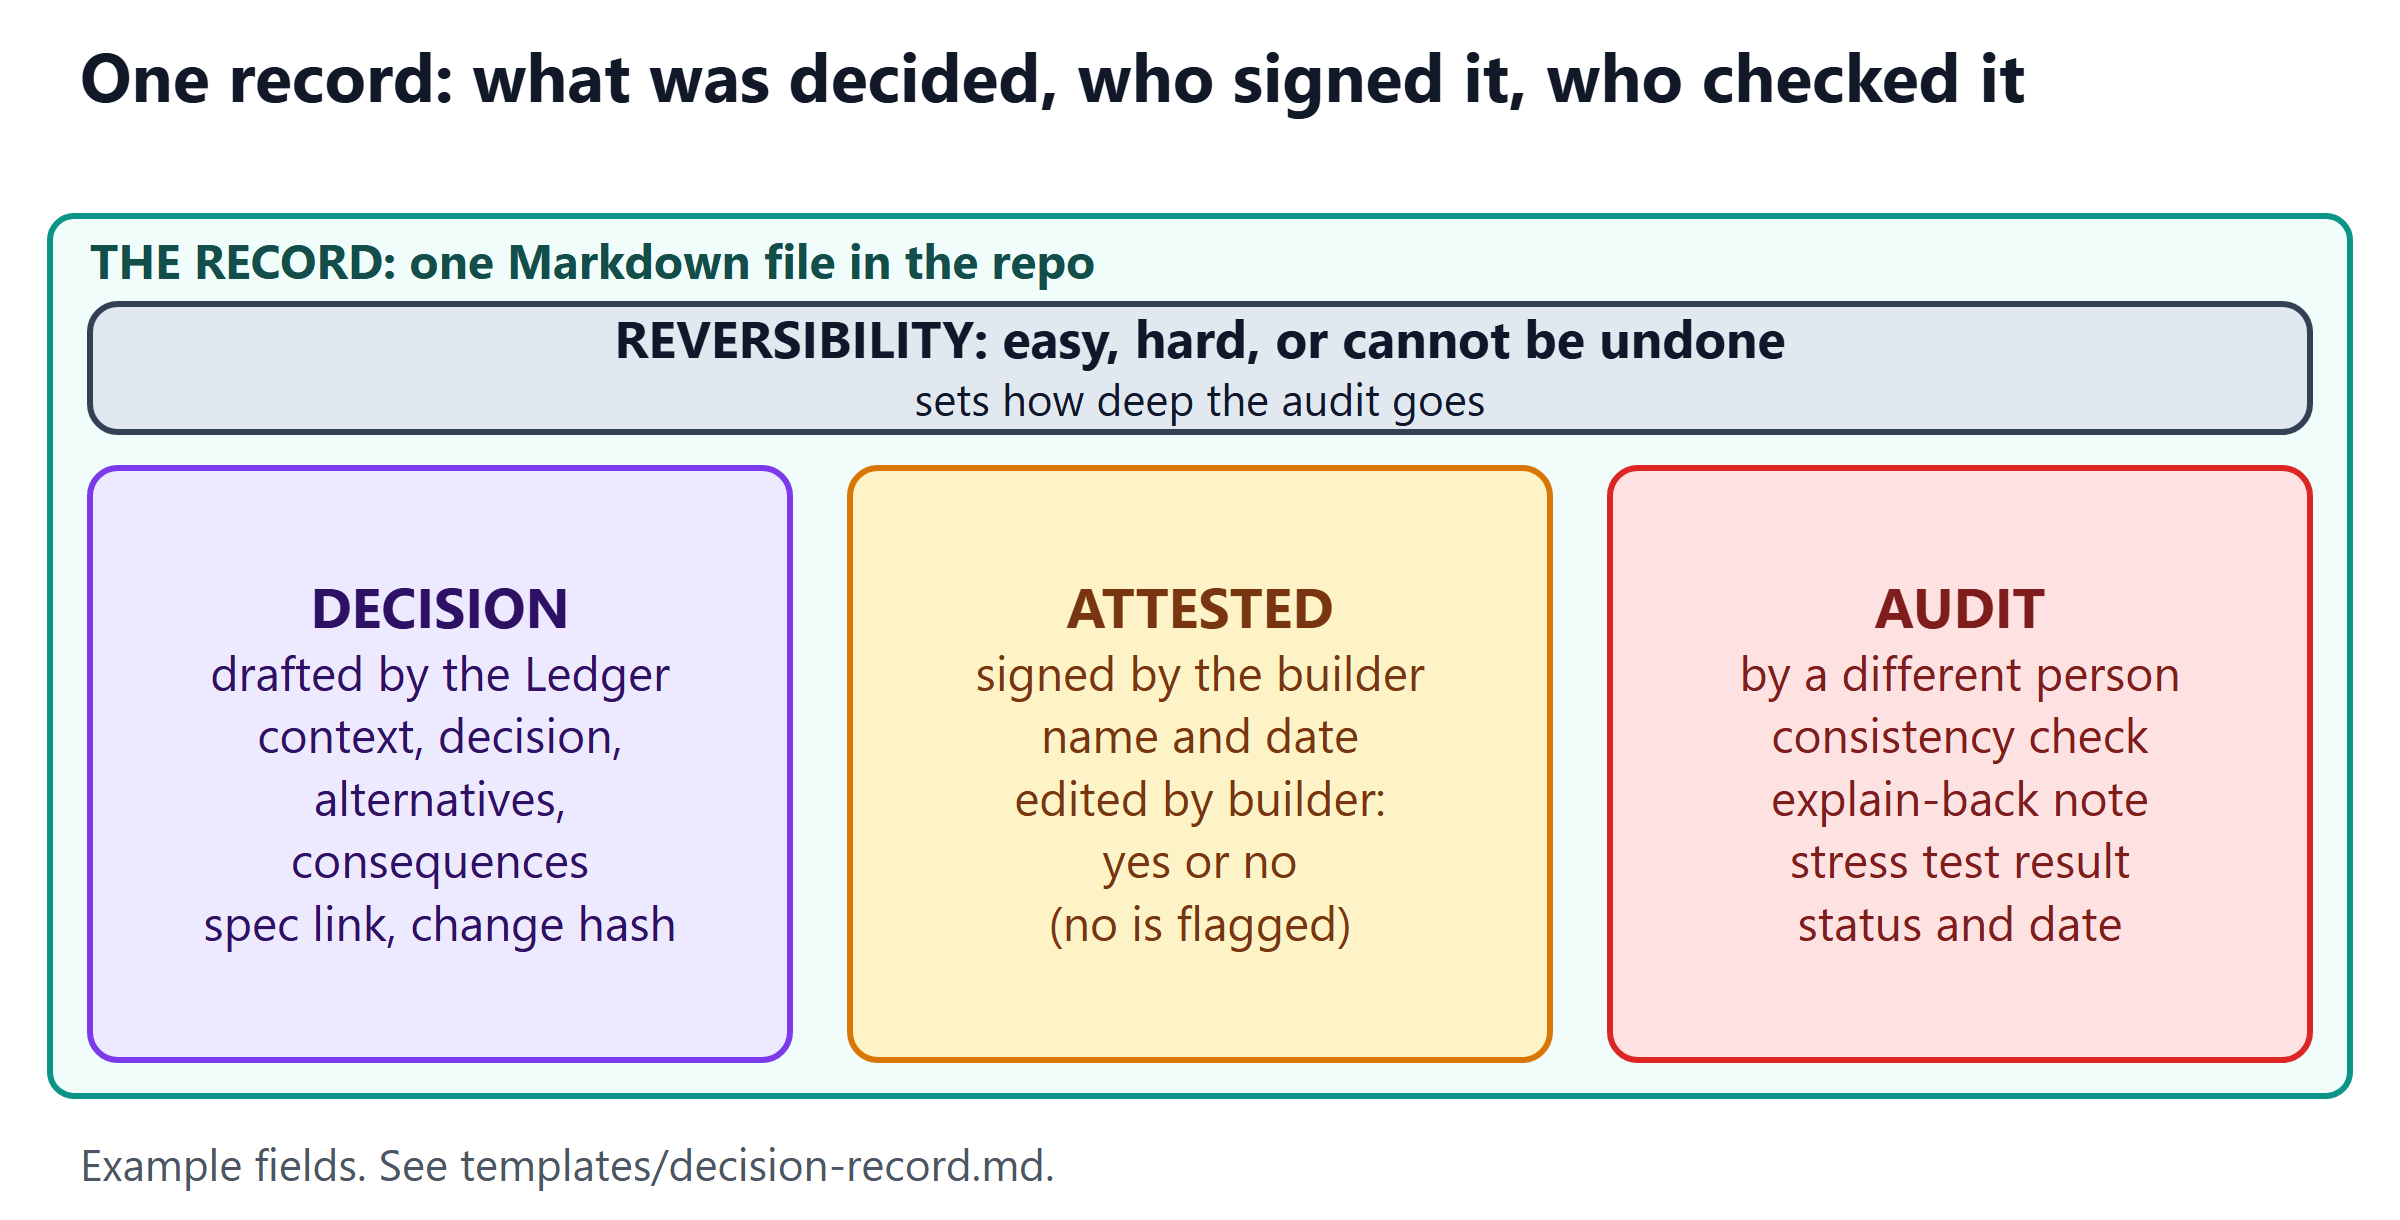 One record: what was decided, who signed it, who checked it
THE RECORD: one Markdown file in the repo
REVERSIBILITY: easy, hard, or cannot be undone
sets how deep the audit goes
DECISION
drafted by the Ledger
context, decision,
alternatives,
consequences
spec link, change hash
ATTESTED
signed by the builder
name and date
edited by builder:
yes or no
(no is flagged)
AUDIT
by a different person
consistency check
explain-back note
stress test result
status and date
Example fields. See templates/decision-record.md.